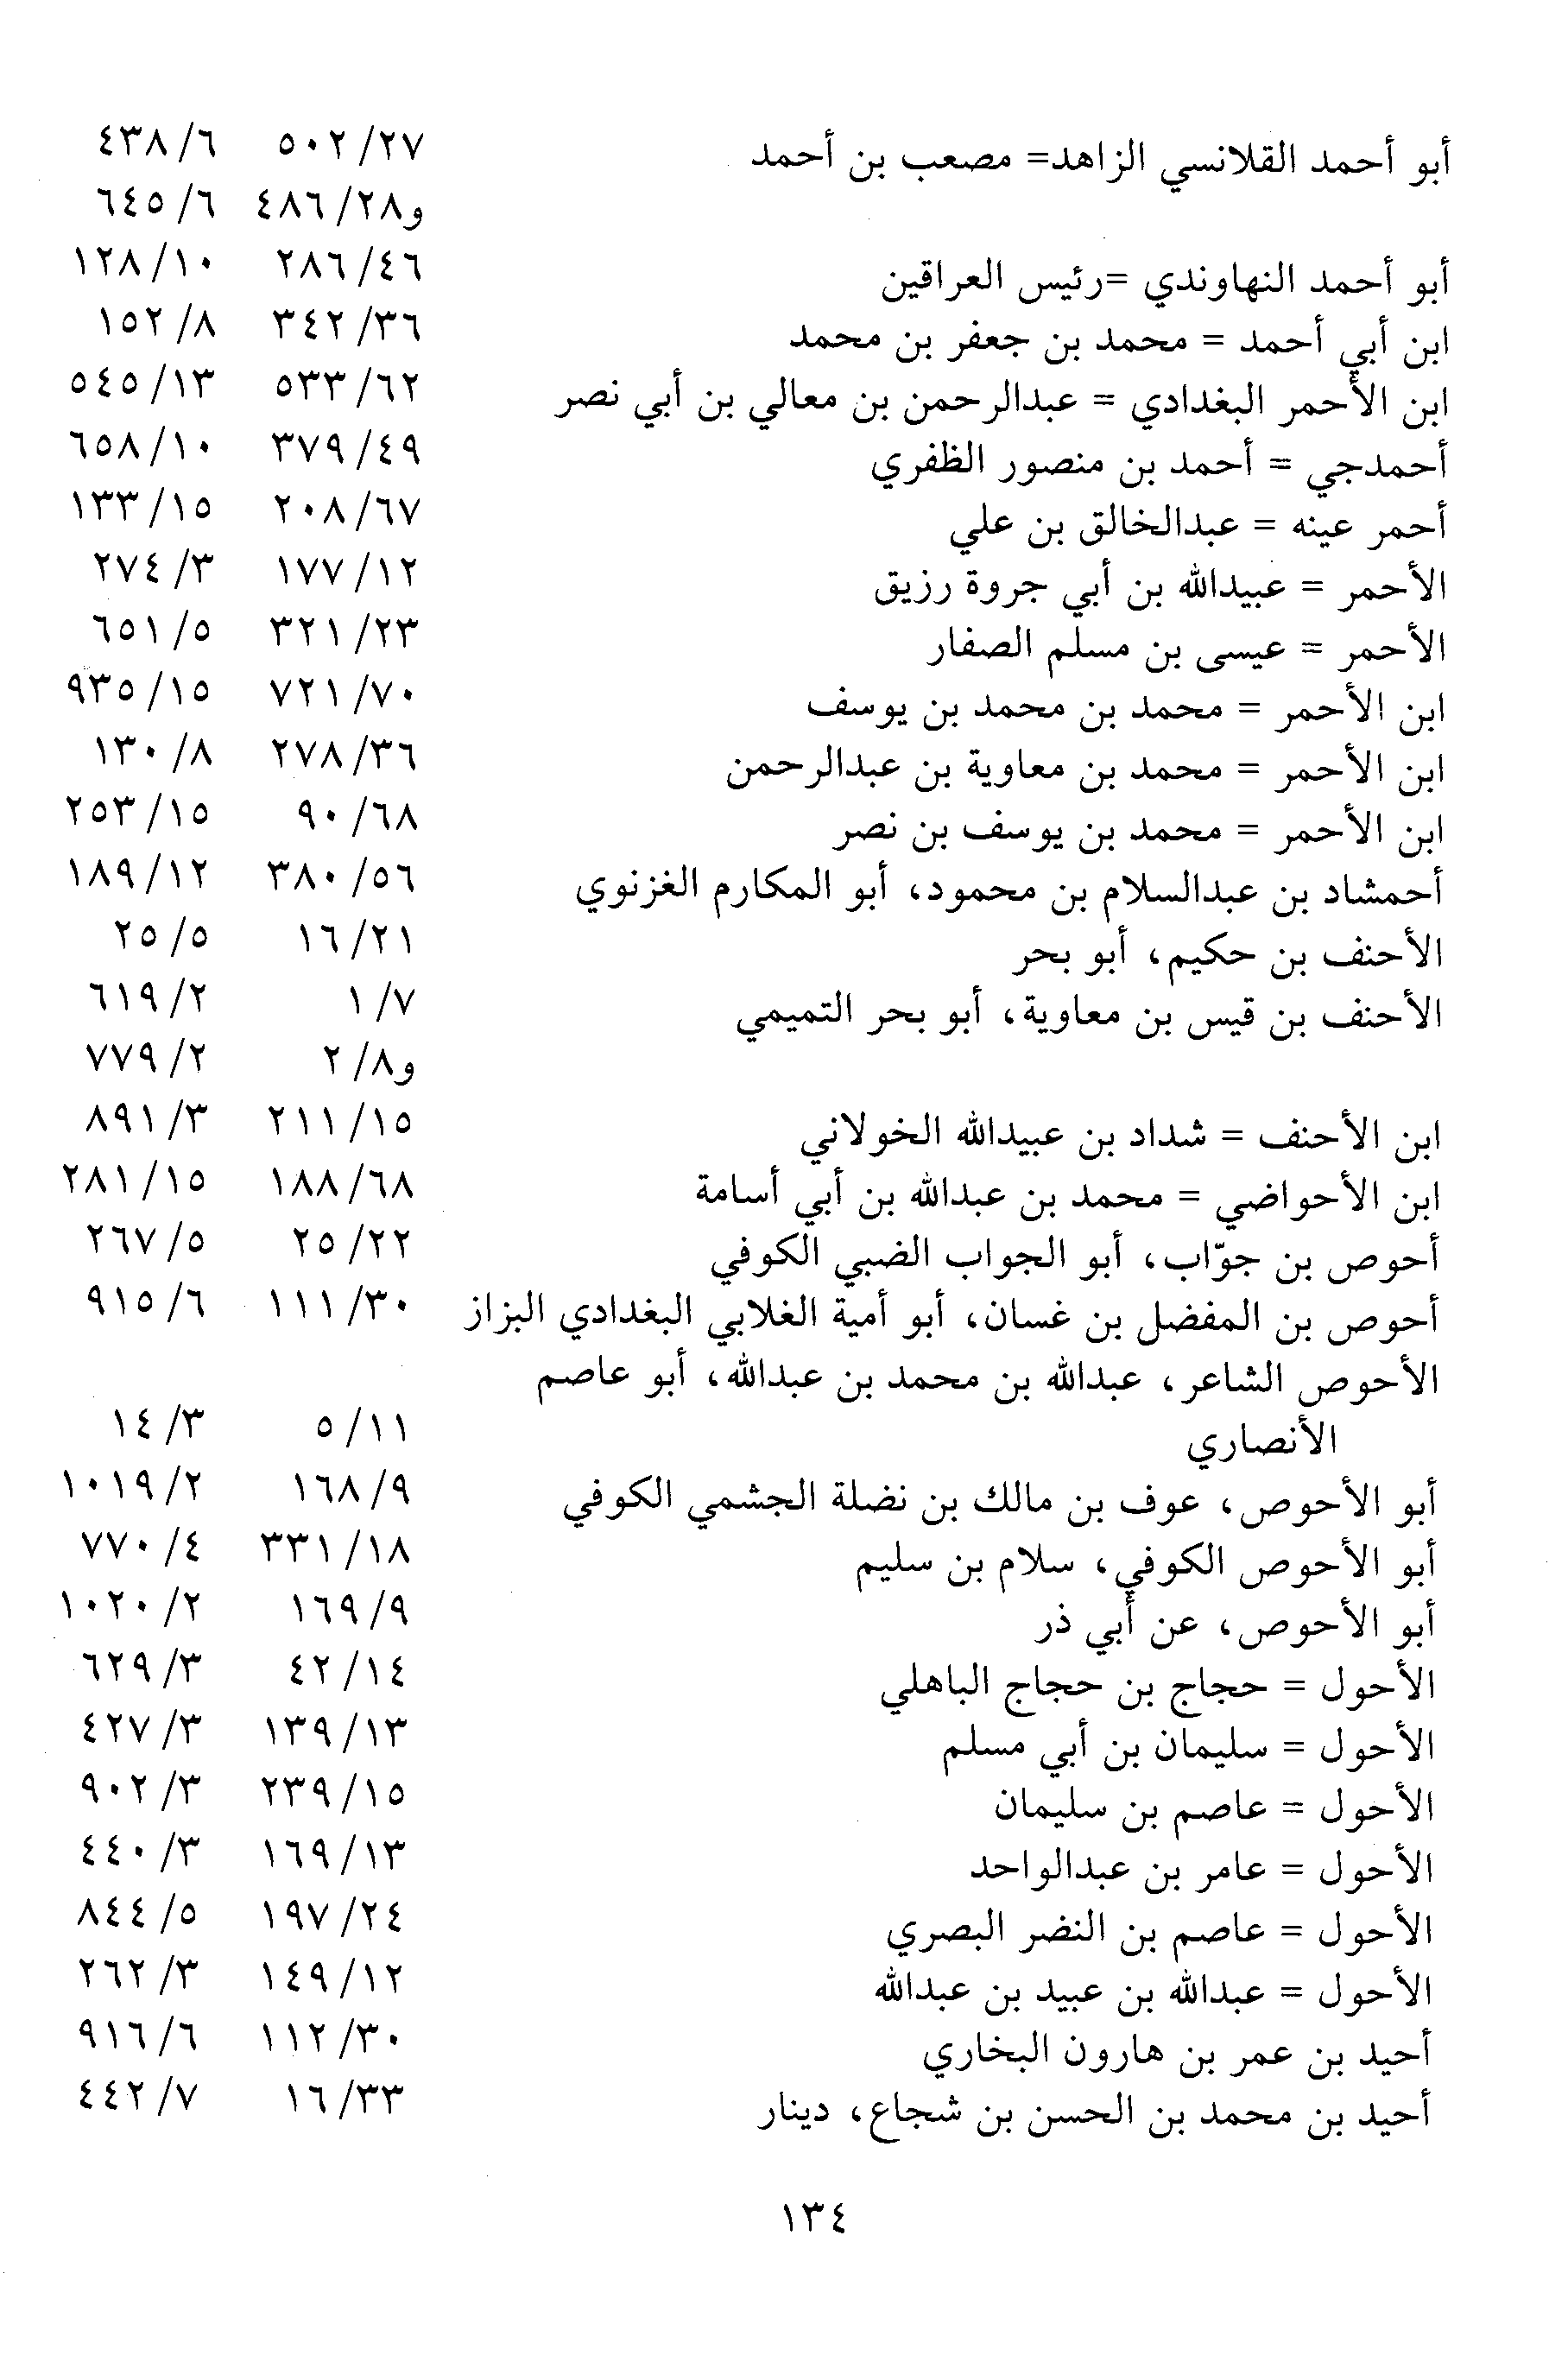 أبو أحمد القلانسي الزاهد= مصعب بن أحمد ٢٧/ ٥٠٢ ٦/ ٤٣٨
و٢٨/ ٤٨٦ ٦/ ٦٤٥
أبو أحمد النهاوندي =رئيس العراقين ٤٦/ ٢٨٦ ١٠/ ١٢٨
ابن أبي أحمد = محمد بن جعفر بن محمد ٣٦/ ٣٤٢ ٨/ ١٥٢
ابن الأحمر البغدادي = عبدالرحمن بن معالي بن أبي نصر ٦٢/ ٥٣٣ ١٣/ ٥٤٥
أحمدجي = أحمد بن منصور الظفري ٤٩/ ٣٧٩ ١٠/ ٦٥٨
أحمر عينه = عبدالخالق بن علي ٦٧/ ٢٠٨ ١٥/ ١٣٣
الأحمر = عبيدالله بن أبي جروة رزيق ١٢/ ١٧٧ ٣/ ٢٧٤
الأحمر = عيسى بن مسلم الصفار ٢٣/ ٣٢١ ٥/ ٦٥١
ابن الأحمر = محمد بن محمد بن يوسف ٧٠/ ٧٢١ ١٥/ ٩٣٥
ابن الأحمر = محمد بن معاوية بن عبدالرحمن ٣٦/ ٢٧٨ ٨/ ١٣٠
ابن الأحمر = محمد بن يوسف بن نصر ٦٨/ ٩٠ ١٥/ ٢٥٣
أحمشاد بن عبدالسلام بن محمود، أبو المكارم الغزنوي ٥٦/ ٣٨٠ ١٢/ ١٨٩
الأحنف بن حكيم، أبو بحر ٢١/ ١٦ ٥/ ٢٥
الأحنف بن قيس بن معاوية، أبو بحر التميمي ٧/ ١ ٢/ ٦١٩
و٨/ ٢ ٢/ ٧٧٩
ابن الأحنف = شداد بن عبيدالله الخولاني ١٥/ ٢١١ ٣/ ٨٩١
ابن الأحواضي = محمد بن عبدالله بن أبي أسامة ٦٨/ ١٨٨ ١٥/ ٢٨١
أحوص بن جوّاب، أبو الجواب الضبي الكوفي ٢٢/ ٢٥ ٥/ ٢٦٧
أحوص بن المفضل بن غسان، أبو أمية الغلابي البغدادي البزاز ٣٠/ ١١١ ٦/ ٩١٥
الأحوص الشاعر، عبدالله بن محمد بن عبدالله، أبو عاصم
الأنصاري ١١/ ٥ ٣/ ١٤
أبو الأحوص، عوف بن مالك بن نضلة الجشمي الكوفي ٩/ ١٦٨ ٢/ ١٠١٩
أبو الأحوص الكوفي، سلام بن سليم ١٨/ ٣٣١ ٤/ ٧٧٠
أبو الأحوص، عن أبي ذر ٩/ ١٦٩ ٢/ ١٠٢٠
الأحول = حجاج بن حجاج الباهلي ١٤/ ٤٢ ٣/ ٦٢٩
الأحول = سليمان بن أبي مسلم ١٣/ ١٣٩ ٣/ ٤٢٧
الأحول = عاصم بن سليمان ١٥/ ٢٣٩ ٣/ ٩٠٢
الأحول = عامر بن عبدالواحد ١٣/ ١٦٩ ٣/ ٤٤٠
الأحول = عاصم بن النضر البصري ٢٤/ ١٩٧ ٥/ ٨٤٤
الأحول = عبدالله بن عبيد بن عبدالله ١٢/ ١٤٩ ٣/ ٢٦٢
أحيد بن عمر بن هارون البخاري ٣٠/ ١١٢ ٦/ ٩١٦
أحيد بن محمد بن الحسن بن شجاع، دينار ٣٣/ ١٦ ٧/ ٤٤٢
١٣٤